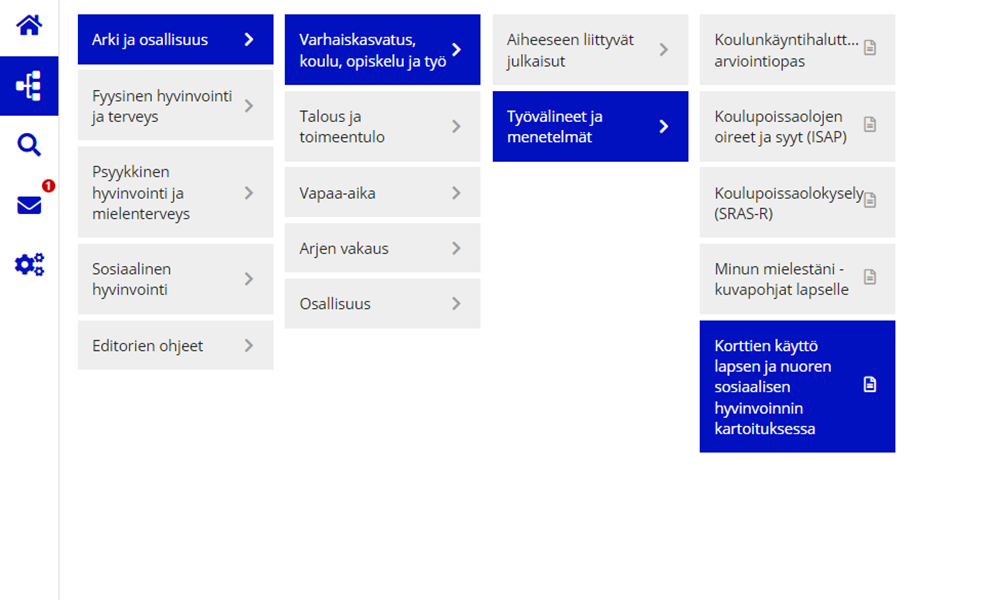 1
Arki ja osallisuus
Fyysinen hyvinvointi
ja terveys
Psyykkinen
hyvinvointi ja
mielenterveys
Sosiaalinen
hyvinvointi
Editorien ohjeet
Varhaiskasvatus,
koulu, opiskelu ja työ
Talous ja
toimeentulo
Vapaa-aika
Arjen vakaus
Osallisuus
Aiheeseen liittyvät
julkaisut
Työvälineet ja
menetelmät
Koulunkäyntihalutt...
arviointiopas
Koulupoissaolojen
oireet ja syyt (ISAP)
Koulupoissaolokysely
(SRAS-R)
Minun mielestäni -
kuvapohjat lapselle
Korttien käyttö
lapsen ja nuoren
sosiaalisen
hyvinvoinnin
kartoituksessa